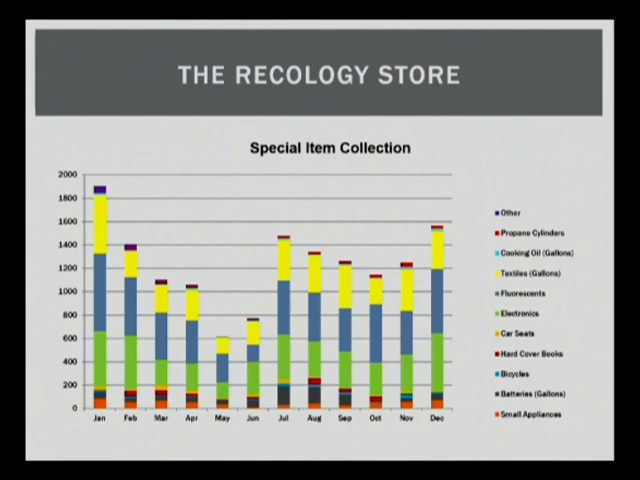 THE RECOLOGY STORE
Special Item Collection
2000
1800
1600
1400
1200
1000
800
600
400
200
0
Jan Feb Mar Apr May Jun Jul Aug Sep Oct Nov Dec
Other
Propane Cylinders
Cooking Oil (Gallons)
Textiles (Gallons)
Fluorescents
Electronics
Car Seats
Hard Cover Books
Bicycles
Batteries (Gallons)
Small Appliances